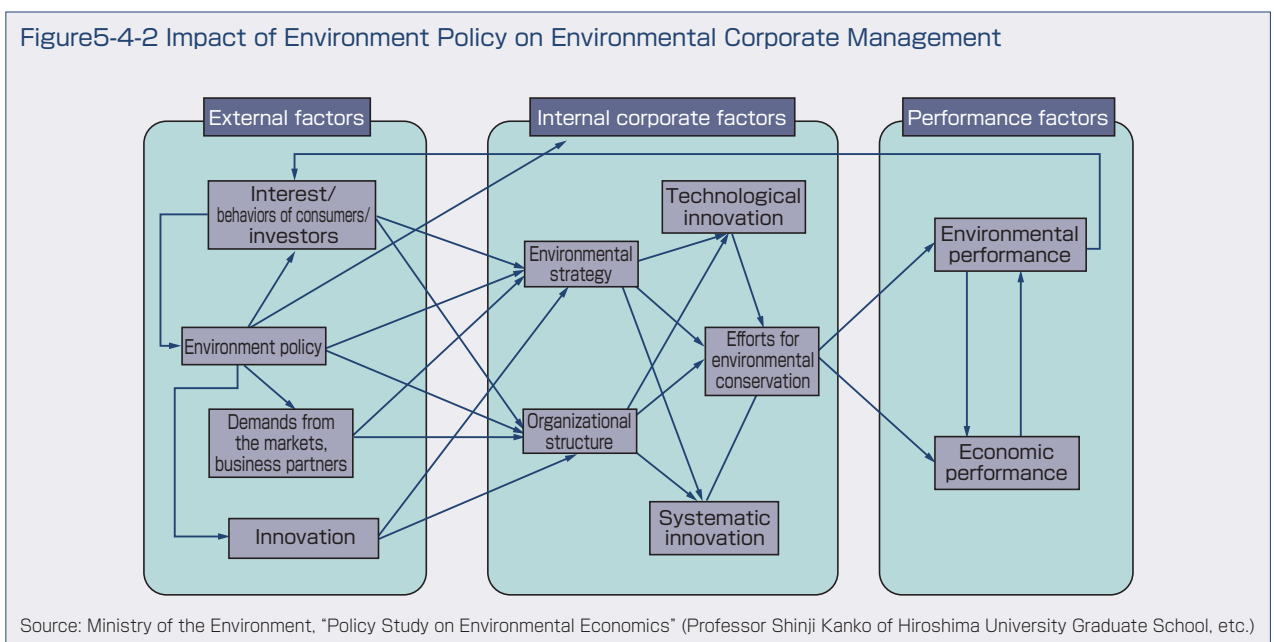 Figure5-4-2 Impact of Environment Policy on Environmental Corporate Management
External factors
Interest/
behaviors of consumers/
investors
Environment policy
Demands from
the markets,
business partners
Innovation
Internal corporate factors
Technological
innovation
Environmental
strategy
Efforts for
environmental
conservation
Organizational
structure
Systematic
innovation
Performance factors
Environmental
performance
Economic
performance
Source: Ministry of the Environment, “Policy Study on Environmental Economics” (Professor Shinji Kanko of Hiroshima University Graduate School, etc.)